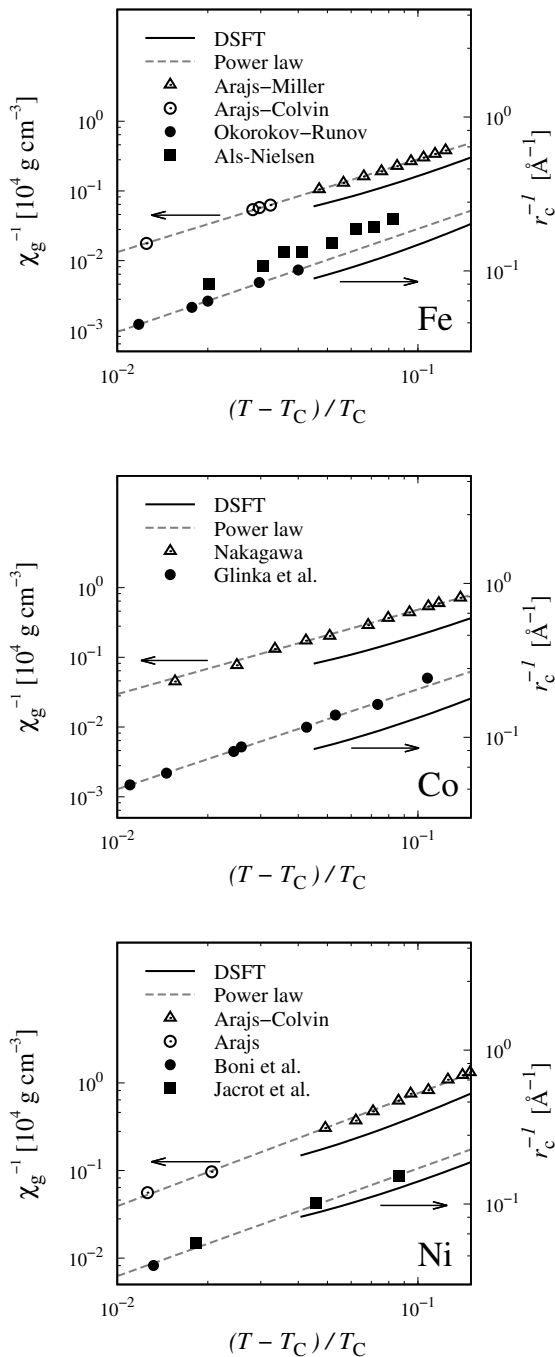 DSFT
Power law
Arajs−Miller
Arajs−Colvin
Okorokov−Runov
Als−Nielsen
χg−1 [10^4 g cm−3]
10^0
10^−1
10^−2
10^−3
rc−1 [Å−1]
10^0
10^−1
Fe
10^−2
10^−1
(T − TC) / TC
DSFT
Power law
Nakagawa
Glinka et al.
χg−1 [10^4 g cm−3]
10^0
10^−1
10^−2
10^−3
rc−1 [Å−1]
10^0
10^−1
Co
10^−2
10^−1
(T − TC) / TC
DSFT
Power law
Arajs−Colvin
Arajs
Boni et al.
Jacrot et al.
χg−1 [10^4 g cm−3]
10^0
10^−1
10^−2
rc−1 [Å−1]
10^0
10^−1
Ni
10^−2
10^−1
(T − TC) / TC